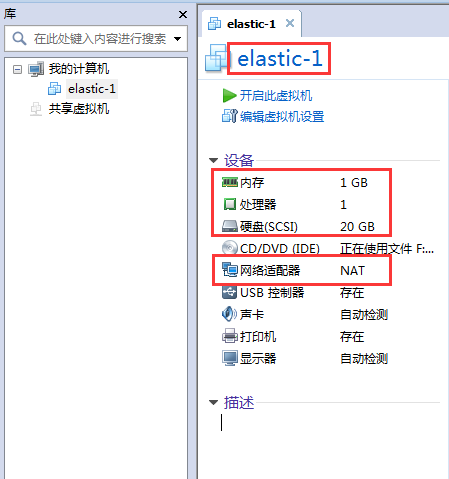 库
在此处键入内容进行搜索
我的计算机
elastic-1
共享虚拟机
elastic-1
elastic-1
开启此虚拟机
编辑虚拟机设置
设备
内存 1 GB
处理器 1
硬盘(SCSI) 20 GB
CD/DVD (IDE) 正在使用文件 F:...
网络适配器 NAT
USB 控制器 存在
声卡 自动检测
打印机 存在
显示器 自动检测
描述